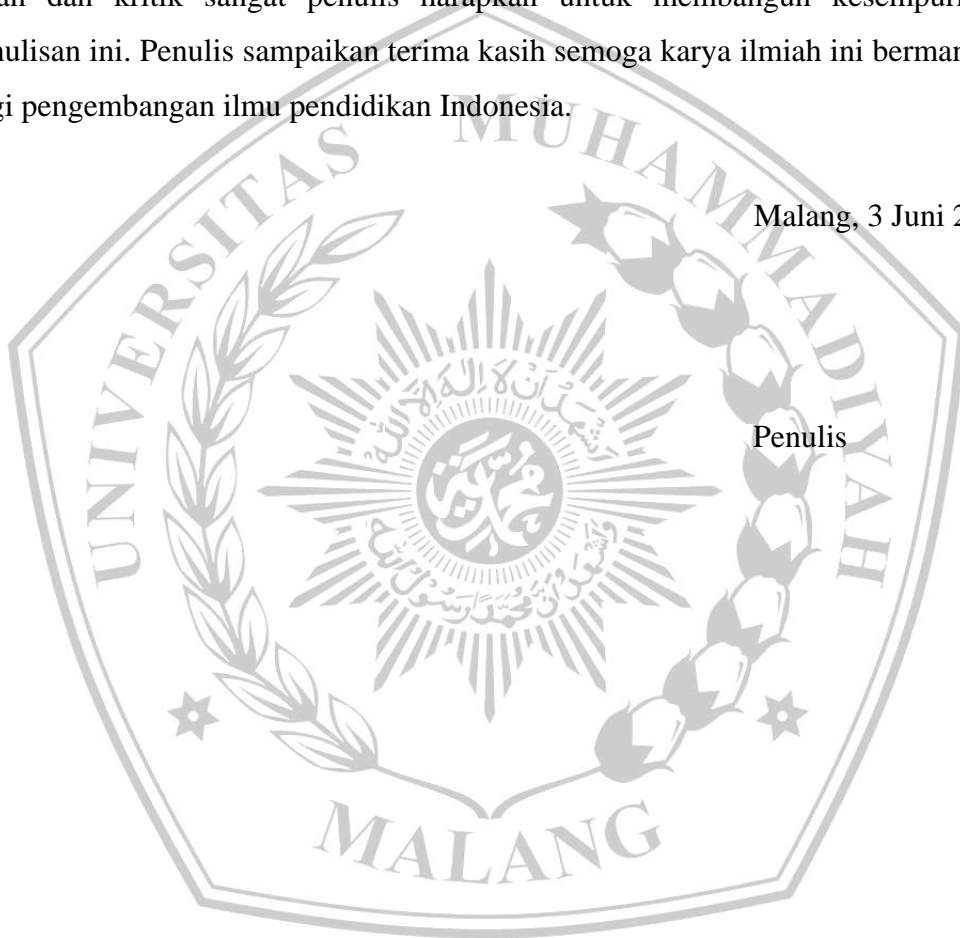 dan kritik sangat penulis harapkan untuk membangun
ini. Penulis sampaikan terima kasih semoga karya ilmiah ini
pengembangan ilmu pendidikan Indonesia.
Malang, 3 Juni
Penulis
UNIVERSITAS MUHAMMADIYAH
MALANG